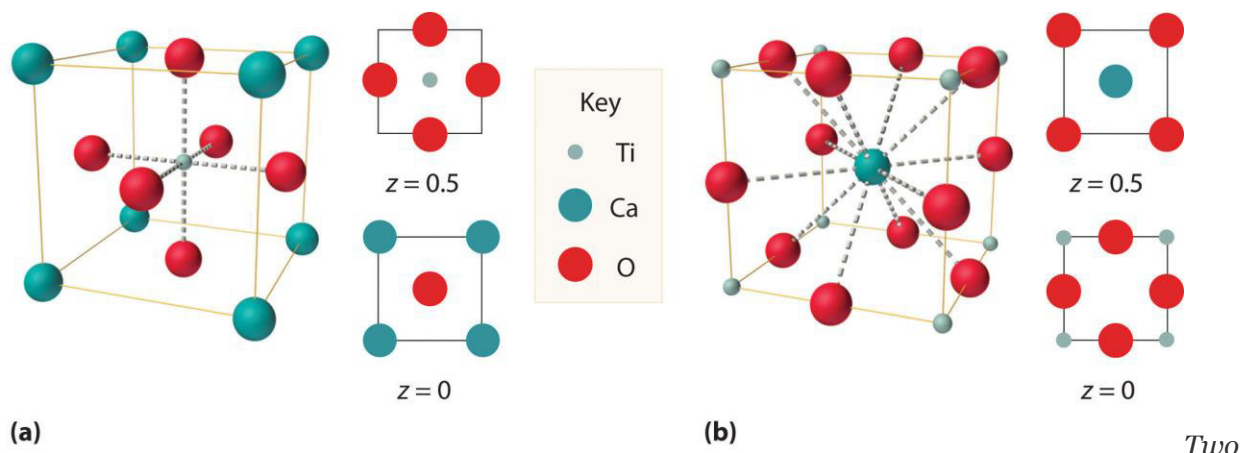 z = 0.5
z = 0
(a)
Key
Ti
Ca
O
z = 0.5
z = 0
(b)
Two